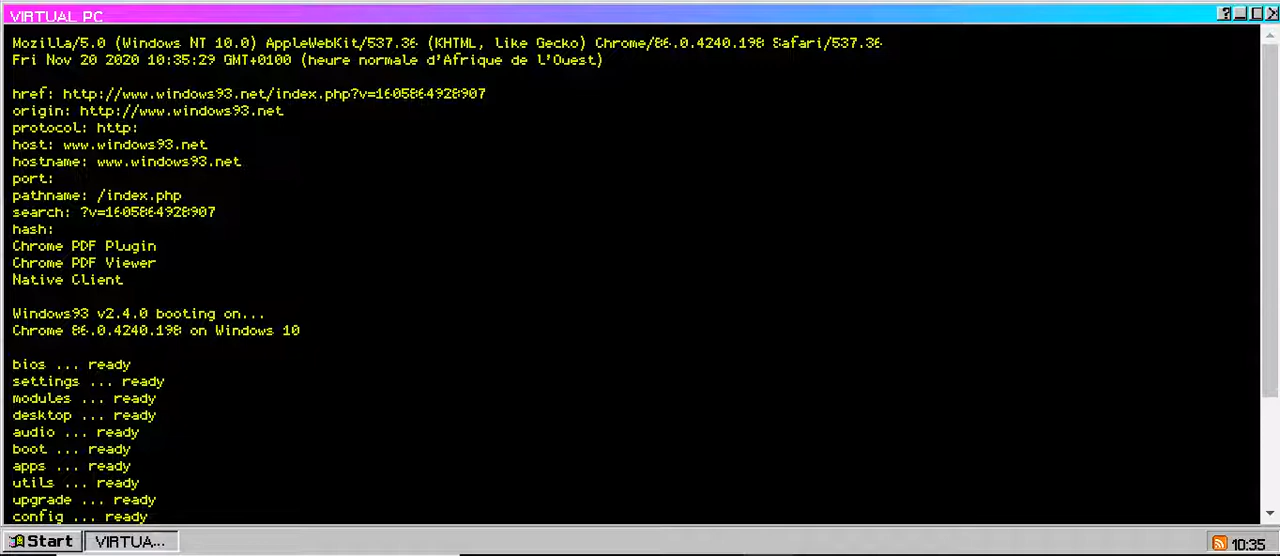 VIRTUAL PC
Mozilla/5.0 (Windows NT 10.0) AppleWebKit/537.36 (KHTML, like Gecko) Chrome/86.0.4240.198 Safari/537.36
Fri Nov 20 2020 10:35:29 GMT+0100 (heure normale d'Afrique de l'Ouest)
href: http://www.windows93.net/index.php?v=1605864928907
origin: http://www.windows93.net
protocol: http:
host: www.windows93.net
hostname: www.windows93.net
port:
pathname: /index.php
search: ?v=1605864928907
hash:
Chrome PDF Plugin
Chrome PDF Viewer
Native Client
Windows93 v2.4.0 booting on...
Chrome 86.0.4240.198 on Windows 10
bios ... ready
settings ... ready
modules ... ready
desktop ... ready
audio ... ready
boot ... ready
apps ... ready
utils ... ready
upgrade ... ready
config ... ready
Start VIRTUA... 10:35